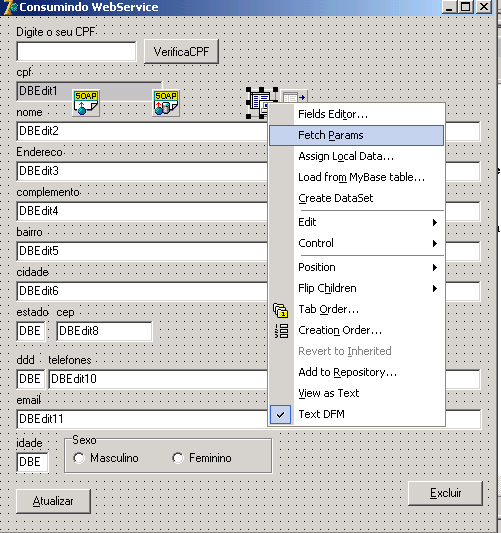 Consumindo WebService
Digite o seu CPF
VerificaCPF
cpf
DBEdit1
SOAP
SOAP
nome
DBEdit2
Endereco
DBEdit3
complemento
DBEdit4
bairro
DBEdit5
cidade
DBEdit6
estado cep
DBE DBEdit8
ddd telefones
DBE DBEdit10
email
DBEdit11
idade
DBE
Sexo
Masculino Feminino
Atualizar
Excluir
Fields Editor...
Fetch Params
Assign Local Data...
Load from MyBase table...
Create DataSet
Edit
Control
Position
Flip Children
Tab Order...
Creation Order...
Revert to Inherited
Add to Repository...
View as Text
Text DFM